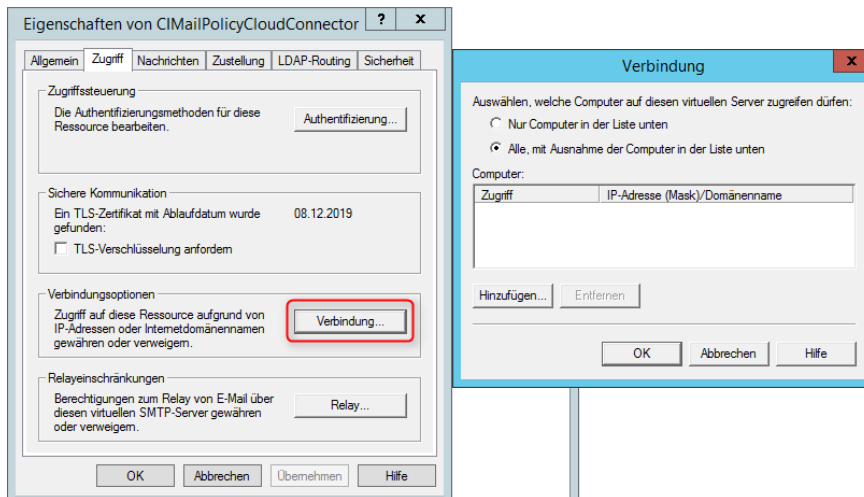 Eigenschaften von CIMailPolicyCloudConnector
?
x
Allgemein Zugriff Nachrichten Zustellung LDAP-Routing Sicherheit
Zugriffssteuerung
Die Authentifizierungsmethoden für diese
Ressource bearbeiten.
Authentifizierung...
Sichere Kommunikation
Ein TLS-Zertifikat mit Ablaufdatum wurde
gefunden:
08.12.2019
TLS-Verschlüsselung anfordern
Verbindungsoptionen
Zugriff auf diese Ressource aufgrund von
IP-Adressen oder Internetdomänennamen
gewähren oder verweigern.
Verbindung...
Relayeinschränkungen
Berechtigungen zum Relay von E-Mail über
diesen virtuellen SMTP-Server gewähren
oder verweigern.
Relay...
OK Abbrechen Übernehmen Hilfe
Verbindung
x
Auswählen, welche Computer auf diesen virtuellen Server zugreifen dürfen:
Nur Computer in der Liste unten
Alle, mit Ausnahme der Computer in der Liste unten
Computer:
Zugriff IP-Adresse (Mask)/Domänenname
Hinzufügen... Entfernen
OK Abbrechen Hilfe